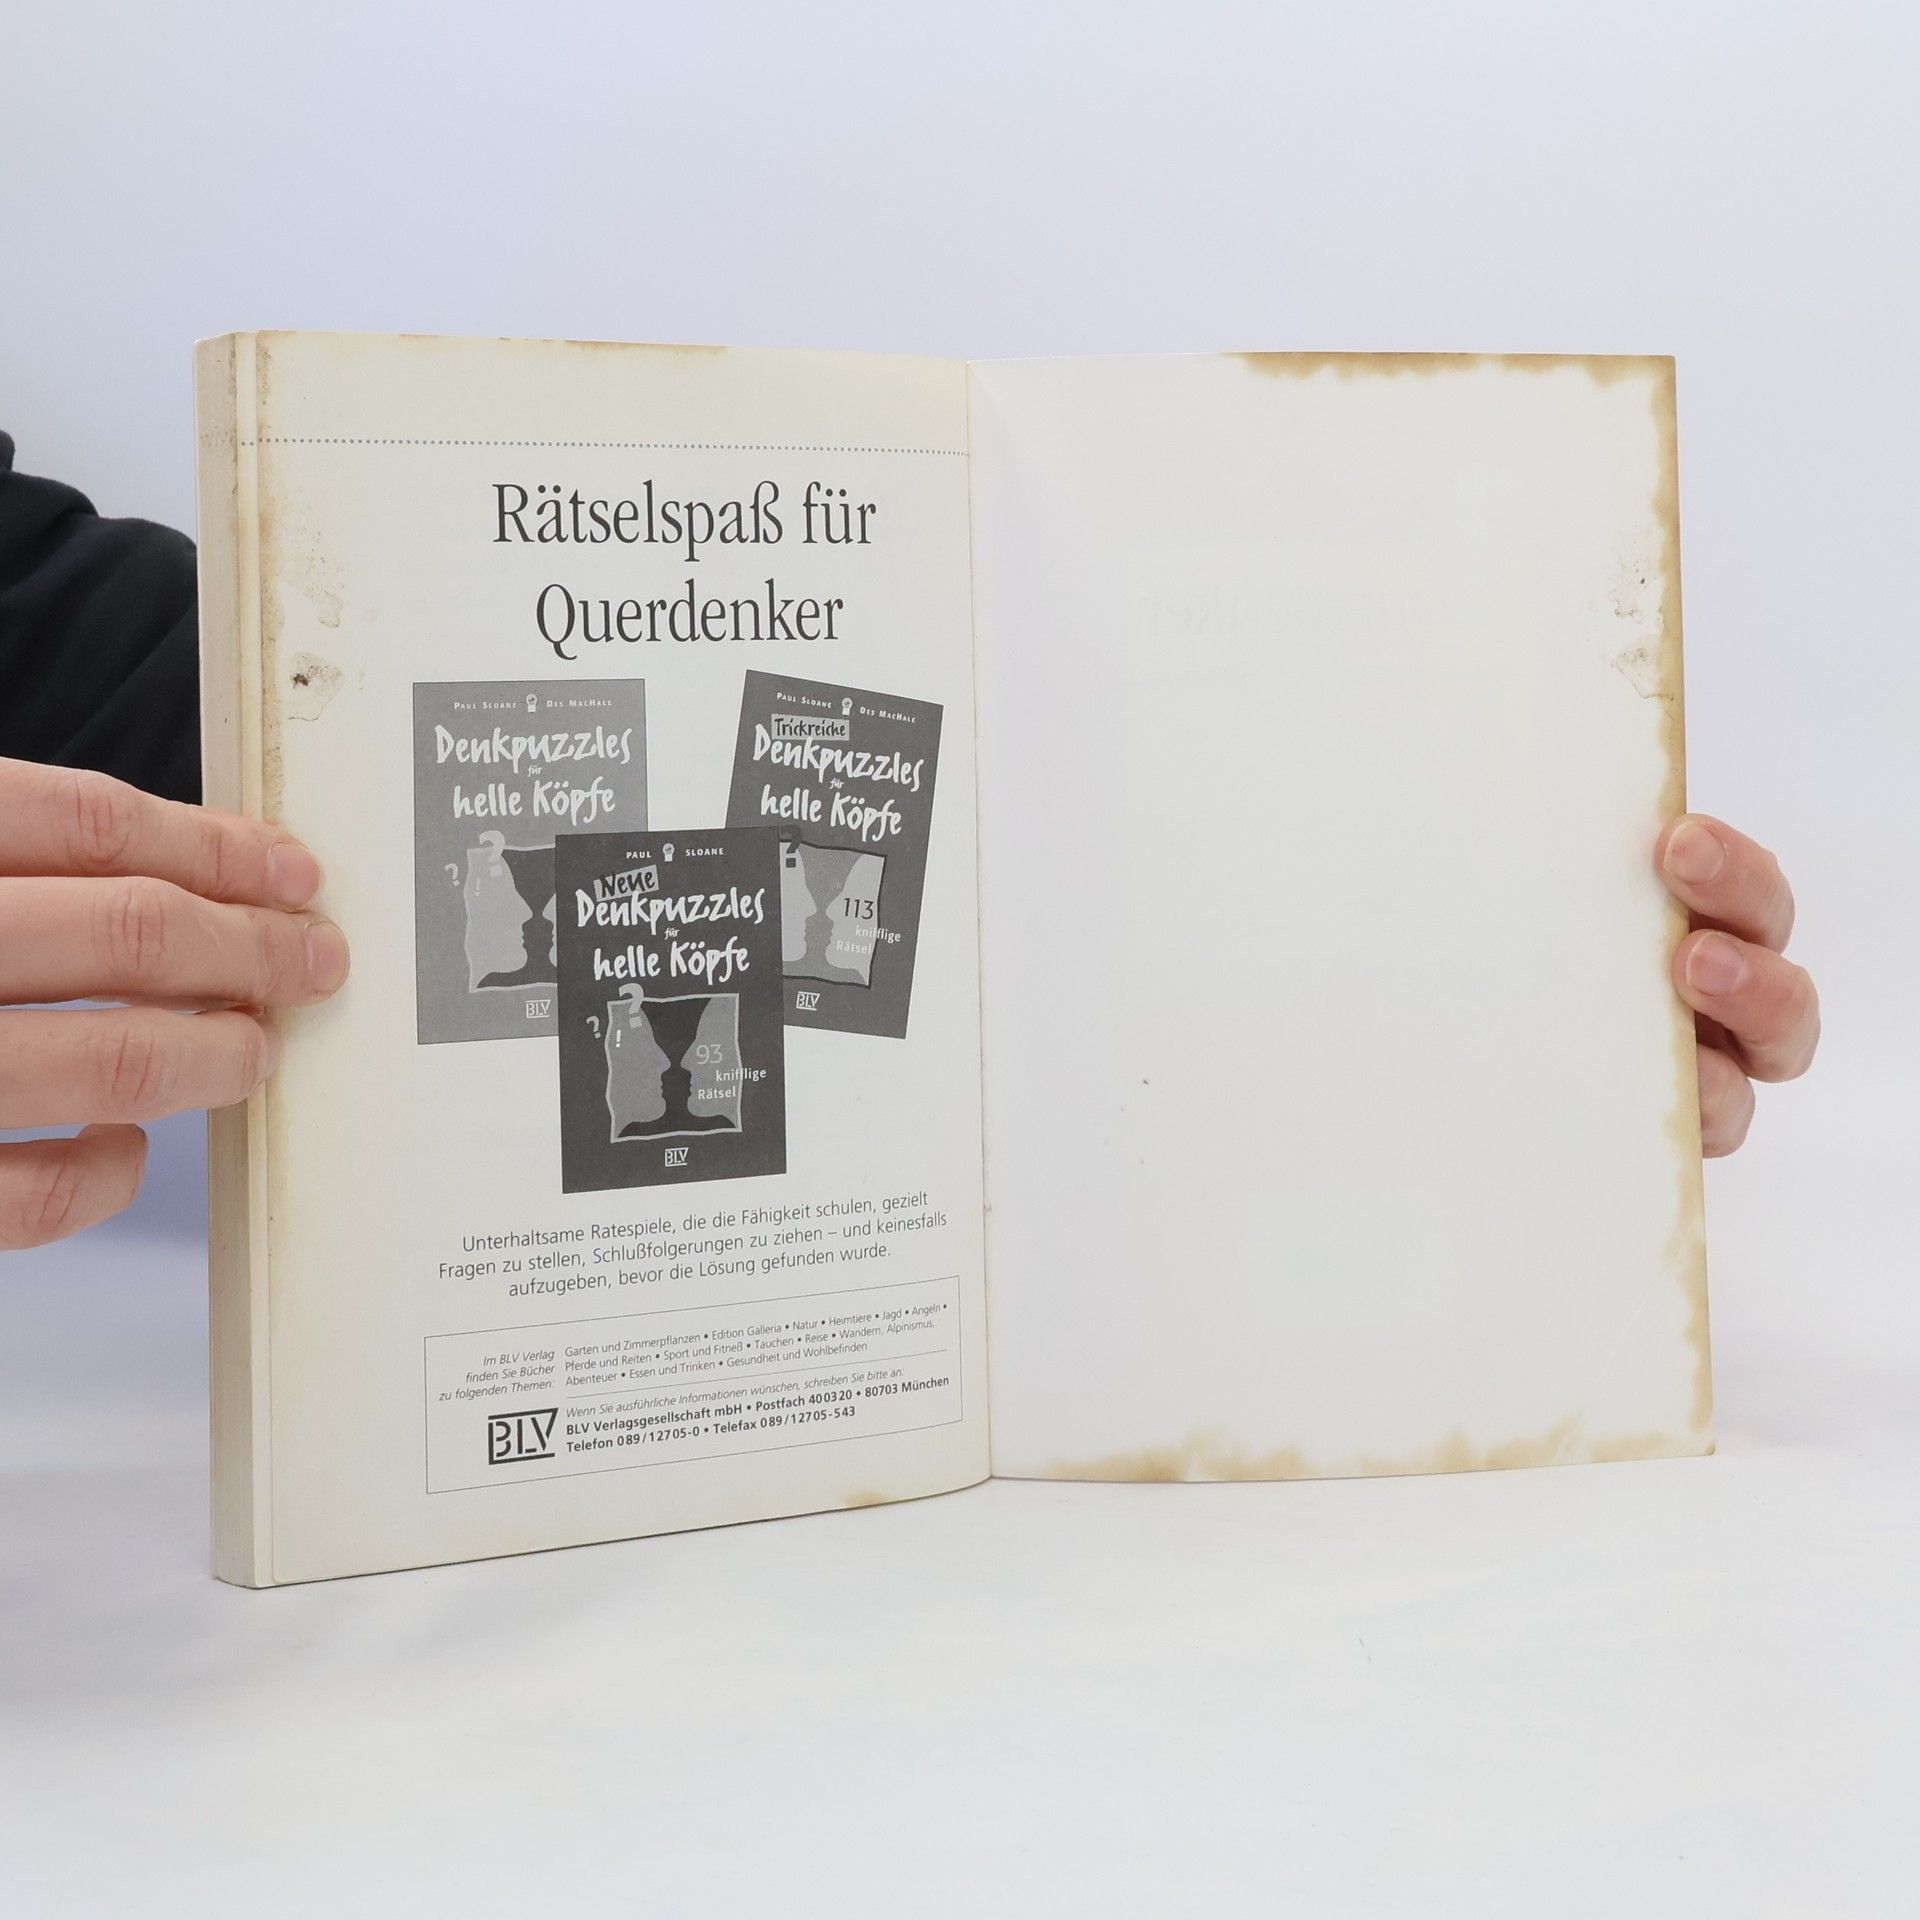 Rätselspaß für
Querdenker
PAUL SLOANE DES MACHALE
Denkpuzzles
für
helle Köpfe
? ? !
BLV
PAUL SLOANE DES MACHALE
Trickreiche
Denkpuzzles
für
helle Köpfe
?
113
knifflige
Rätsel
BLV
PAUL SLOANE
Neue
Denkpuzzles
für
helle Köpfe
? ? !
93
knifflige
Rätsel
BLV
Unterhaltsame Ratespiele, die die Fähigkeit schulen, gezielt
Fragen zu stellen, Schlußfolgerungen zu ziehen – und keinesfalls
aufzugeben, bevor die Lösung gefunden wurde.
Im BLV Verlag
finden Sie Bücher
zu folgenden Themen:
Garten und Zimmerpflanzen • Edition Galleria • Natur • Heimtiere • Jagd • Angeln •
Pferde und Reiten • Sport und Fitneß • Tauchen • Reise • Wandern, Alpinismus,
Abenteuer • Essen und Trinken • Gesundheit und Wohlbefinden
BLV
Wenn Sie ausführliche Informationen wünschen, schreiben Sie bitte an:
BLV Verlagsgesellschaft mbH • Postfach 400320 • 80703 München
Telefon 089/12705-0 • Telefax 089/12705-543